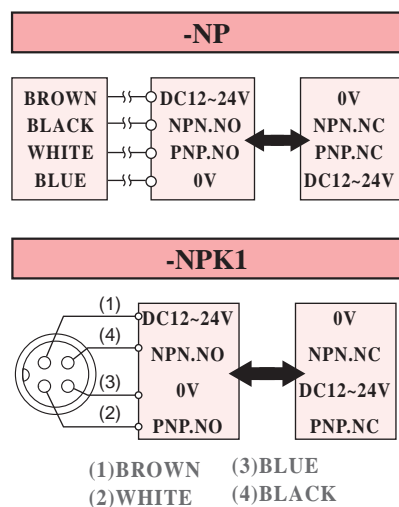 -NP
BROWN DC12~24V 0V
BLACK NPN.NO NPN.NC
WHITE PNP.NO PNP.NC
BLUE 0V DC12~24V
-NPK1
(1) DC12~24V 0V
(4) NPN.NO NPN.NC
(3) 0V DC12~24V
(2) PNP.NO PNP.NC
(1)BROWN (3)BLUE
(2)WHITE (4)BLACK